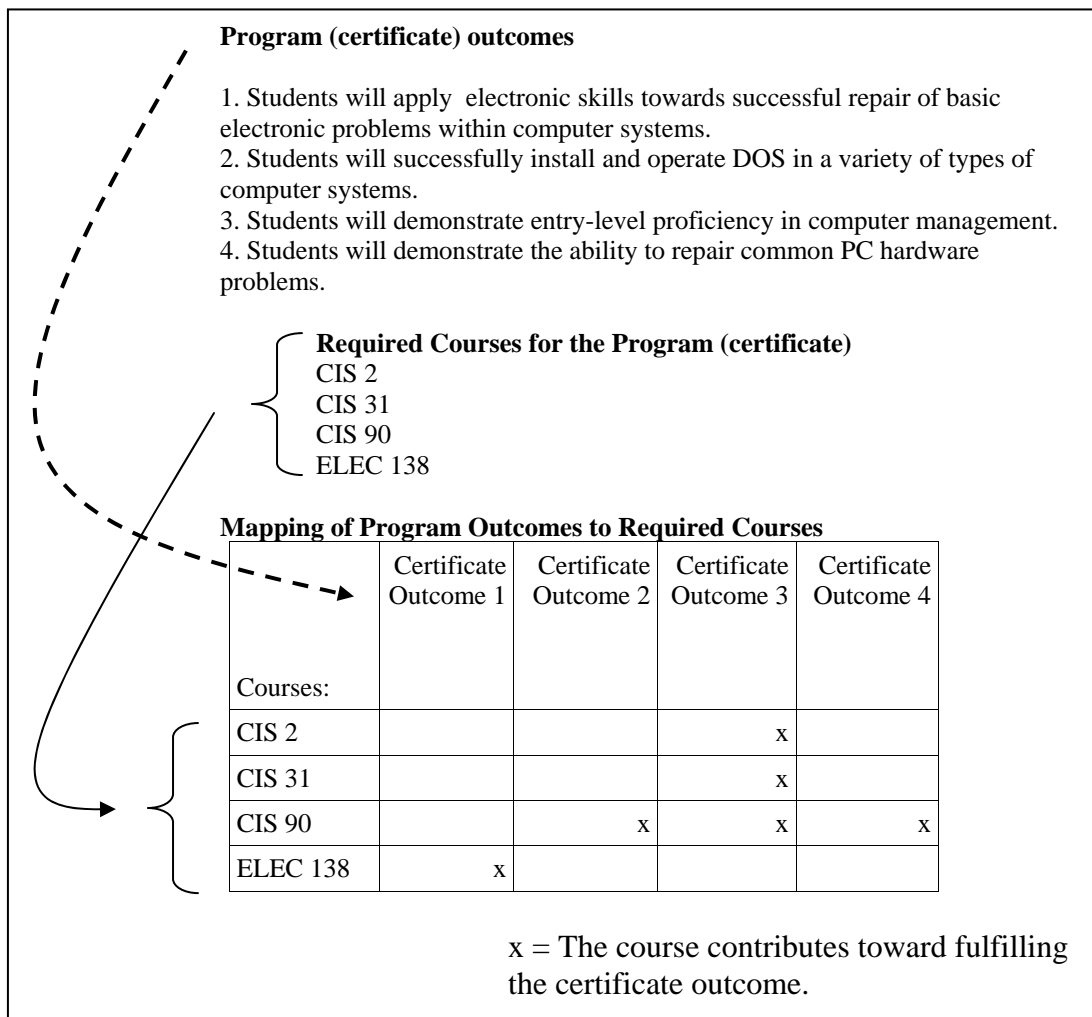 Program (certificate) outcomes
1. Students will apply  electronic skills towards successful repair of basic
electronic problems within computer systems.
2. Students will successfully install and operate DOS in a variety of types of
computer systems.
3. Students will demonstrate entry-level proficiency in computer management.
4. Students will demonstrate the ability to repair common PC hardware
problems.
Required Courses for the Program (certificate)
CIS 2
CIS 31
CIS 90
ELEC 138
Mapping of Program Outcomes to Required Courses
Certificate Certificate Certificate Certificate
Outcome 1 Outcome 2 Outcome 3 Outcome 4
Courses:
CIS 2 x
CIS 31 x
CIS 90 x x x
ELEC 138 x
x = The course contributes toward fulfilling
the certificate outcome.